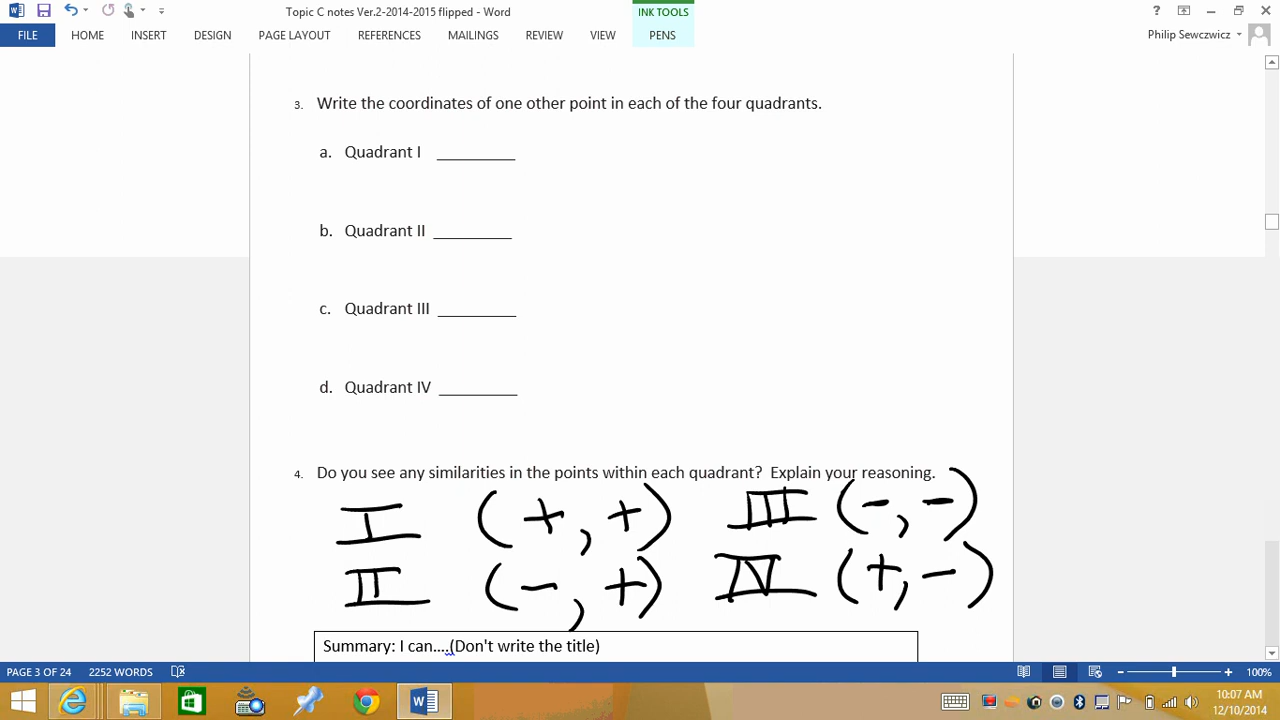 Topic C notes Ver.2-2014-2015 flipped - Word
INK TOOLS
?
FILE HOME INSERT DESIGN PAGE LAYOUT REFERENCES MAILINGS REVIEW VIEW PENS
Philip Sewczwicz
3. Write the coordinates of one other point in each of the four quadrants.
a. Quadrant I _________
b. Quadrant II _________
c. Quadrant III _________
d. Quadrant IV _________
4. Do you see any similarities in the points within each quadrant? Explain your reasoning.
I (+, +) III (-, -)
II (-, +) IV (+, -)
Summary: I can....(Don't write the title)
PAGE 3 OF 24 2252 WORDS
100%
10:07 AM
12/10/2014